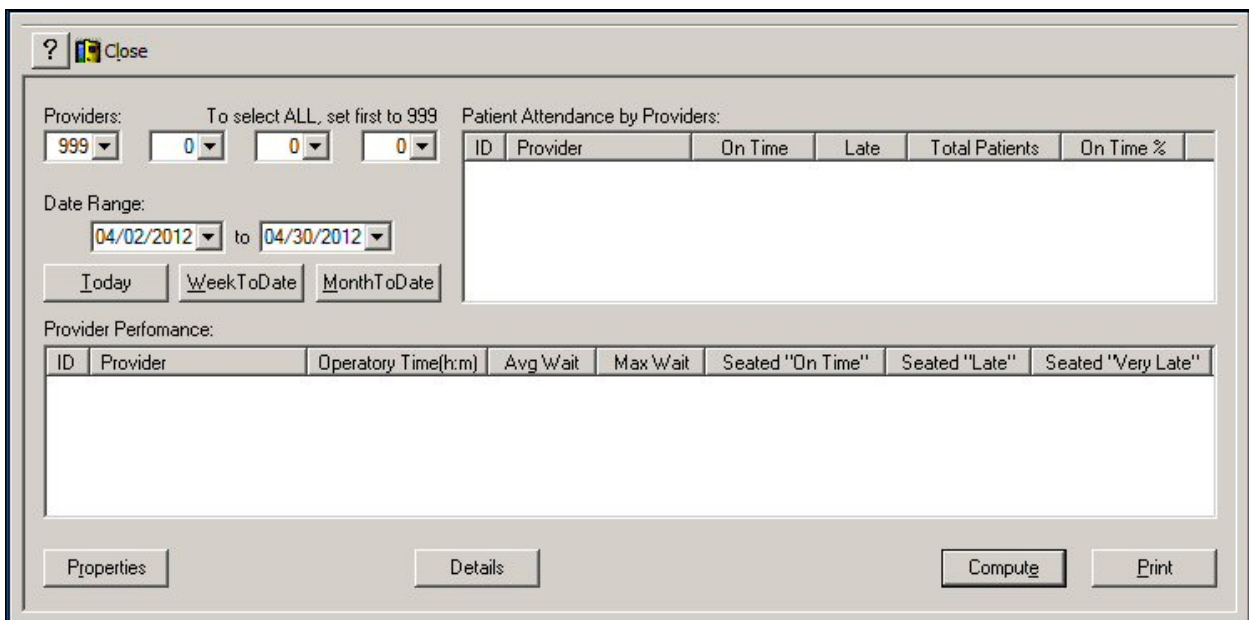 ? Close
Providers: To select ALL, set first to 999
999 0 0 0
Date Range:
04/02/2012 to 04/30/2012
Today WeekToDate MonthToDate
Patient Attendance by Providers:
ID Provider On Time Late Total Patients On Time %
Provider Perfomance:
ID Provider Operatory Time(h:m) Avg Wait Max Wait Seated "On Time" Seated "Late" Seated "Very Late"
Properties Details Compute Print